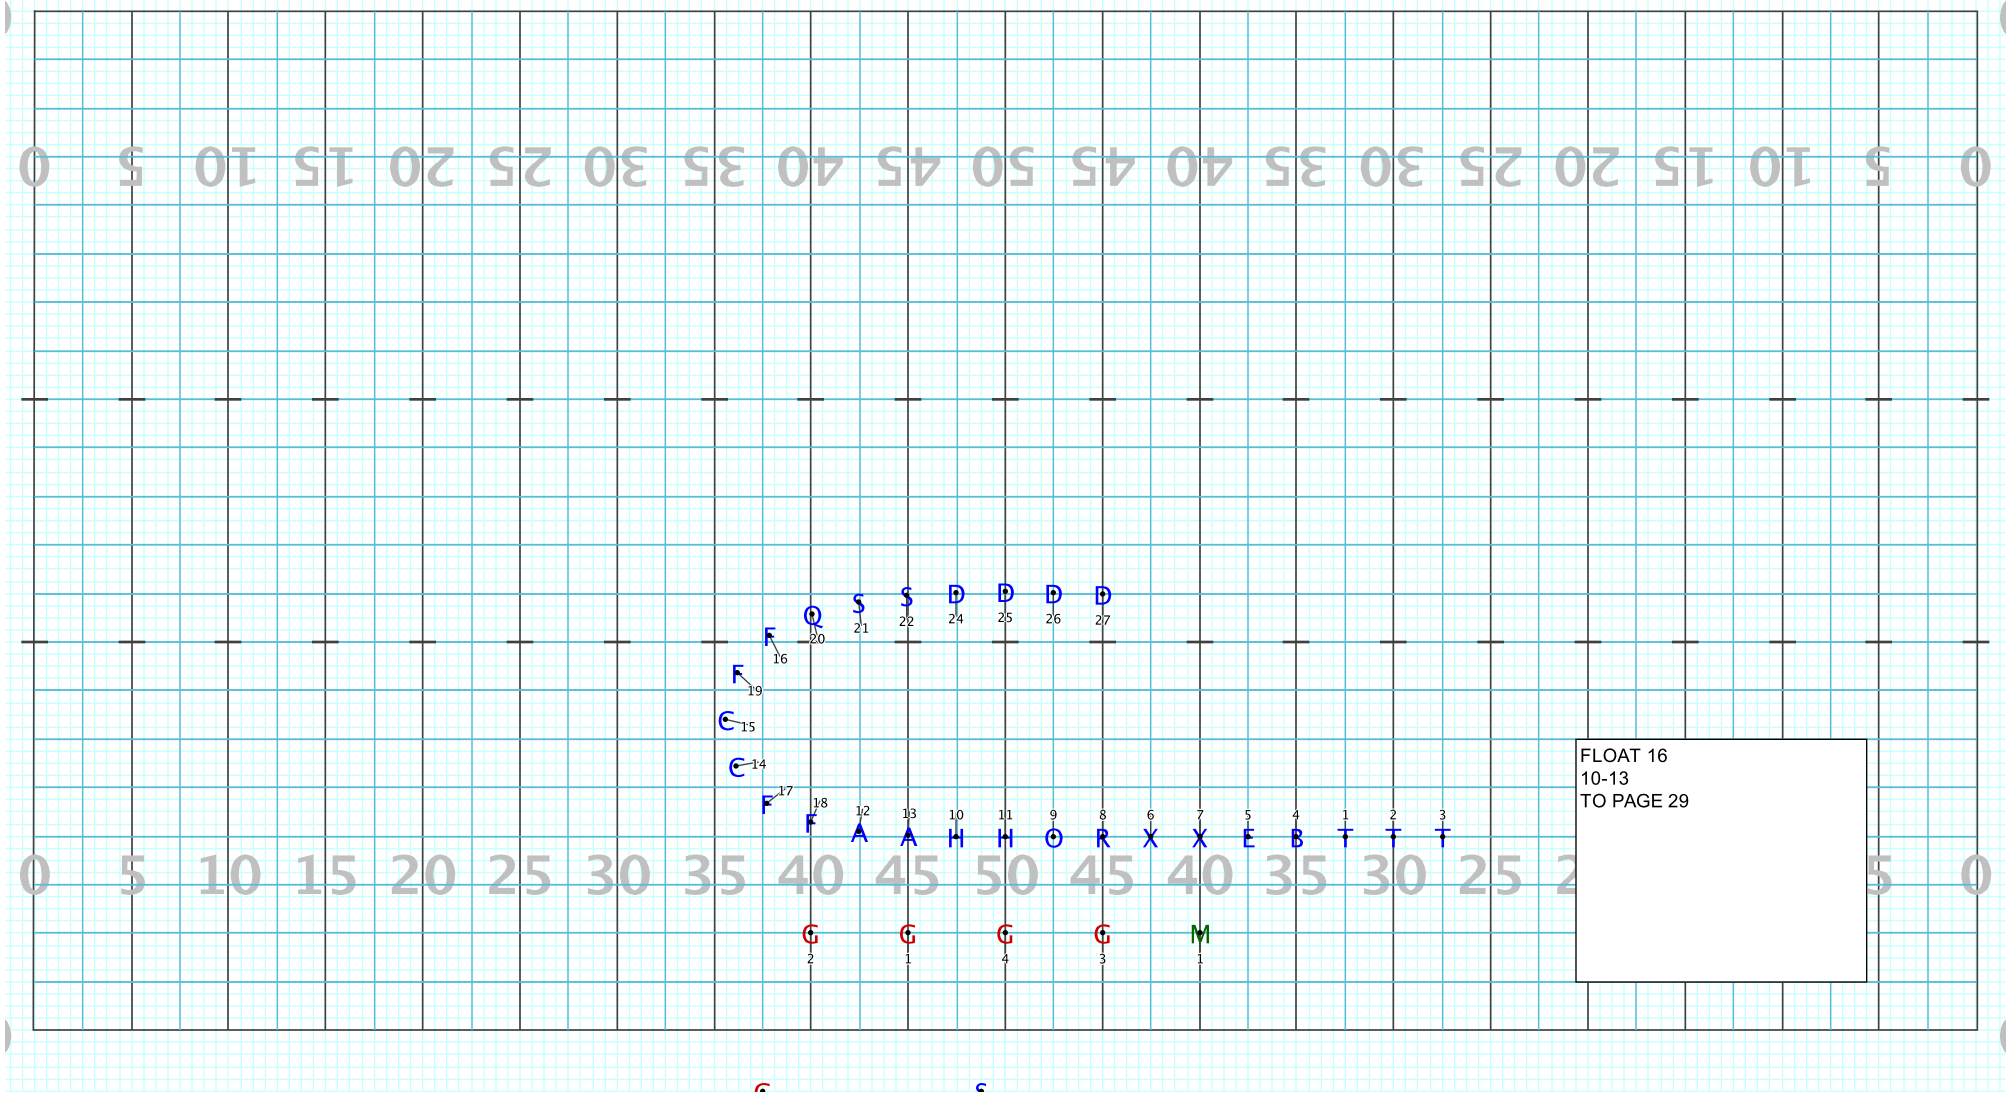 0 5 10 15 20 25 30 35 40 45 50 45 40 35 30 25 20 15 10 5 0
Q S S D D D D
20 21 22 24 25 26 27
F
16
F
19
C 15
C 14
F 17
18 12 13 10 11 9 8 6 7 5 4 1 2 3
F A A H H O R X X E B T T T
FLOAT 16
10-13
TO PAGE 29
0 5 10 15 20 25 30 35 40 45 50 45 40 35 30 25 5 0
G G G G M
2 1 4 3 1